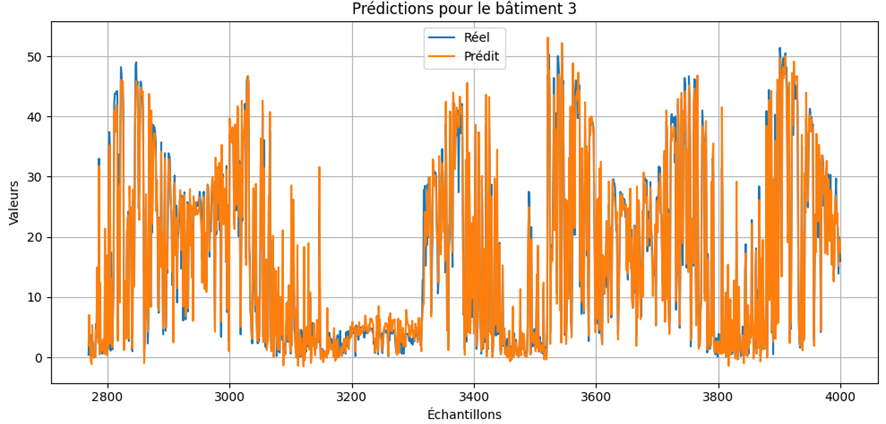 Prédictions pour le bâtiment 3
Réel
Prédit
50
40
30
20
10
0
Valeurs
2800 3000 3200 3400 3600 3800 4000
Échantillons